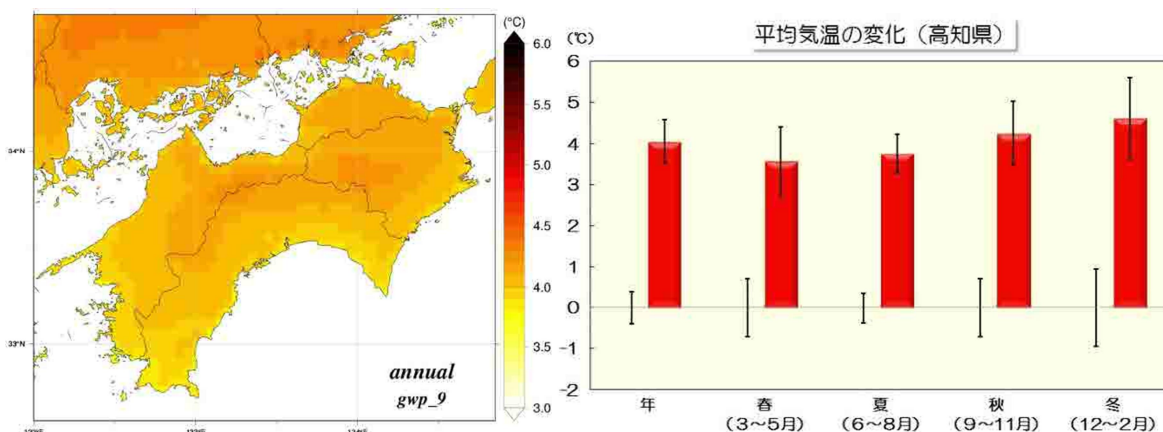 (℃)
6.0
5.5
5.0
4.5
4.0
3.5
3.0
34°N
33°N
annual
gwp_9
平均気温の変化（高知県）
(℃)
6
5
4
3
2
1
0
-1
-2
年
春
（3～5月）
夏
（6～8月）
秋
（9～11月）
冬
（12～2月）